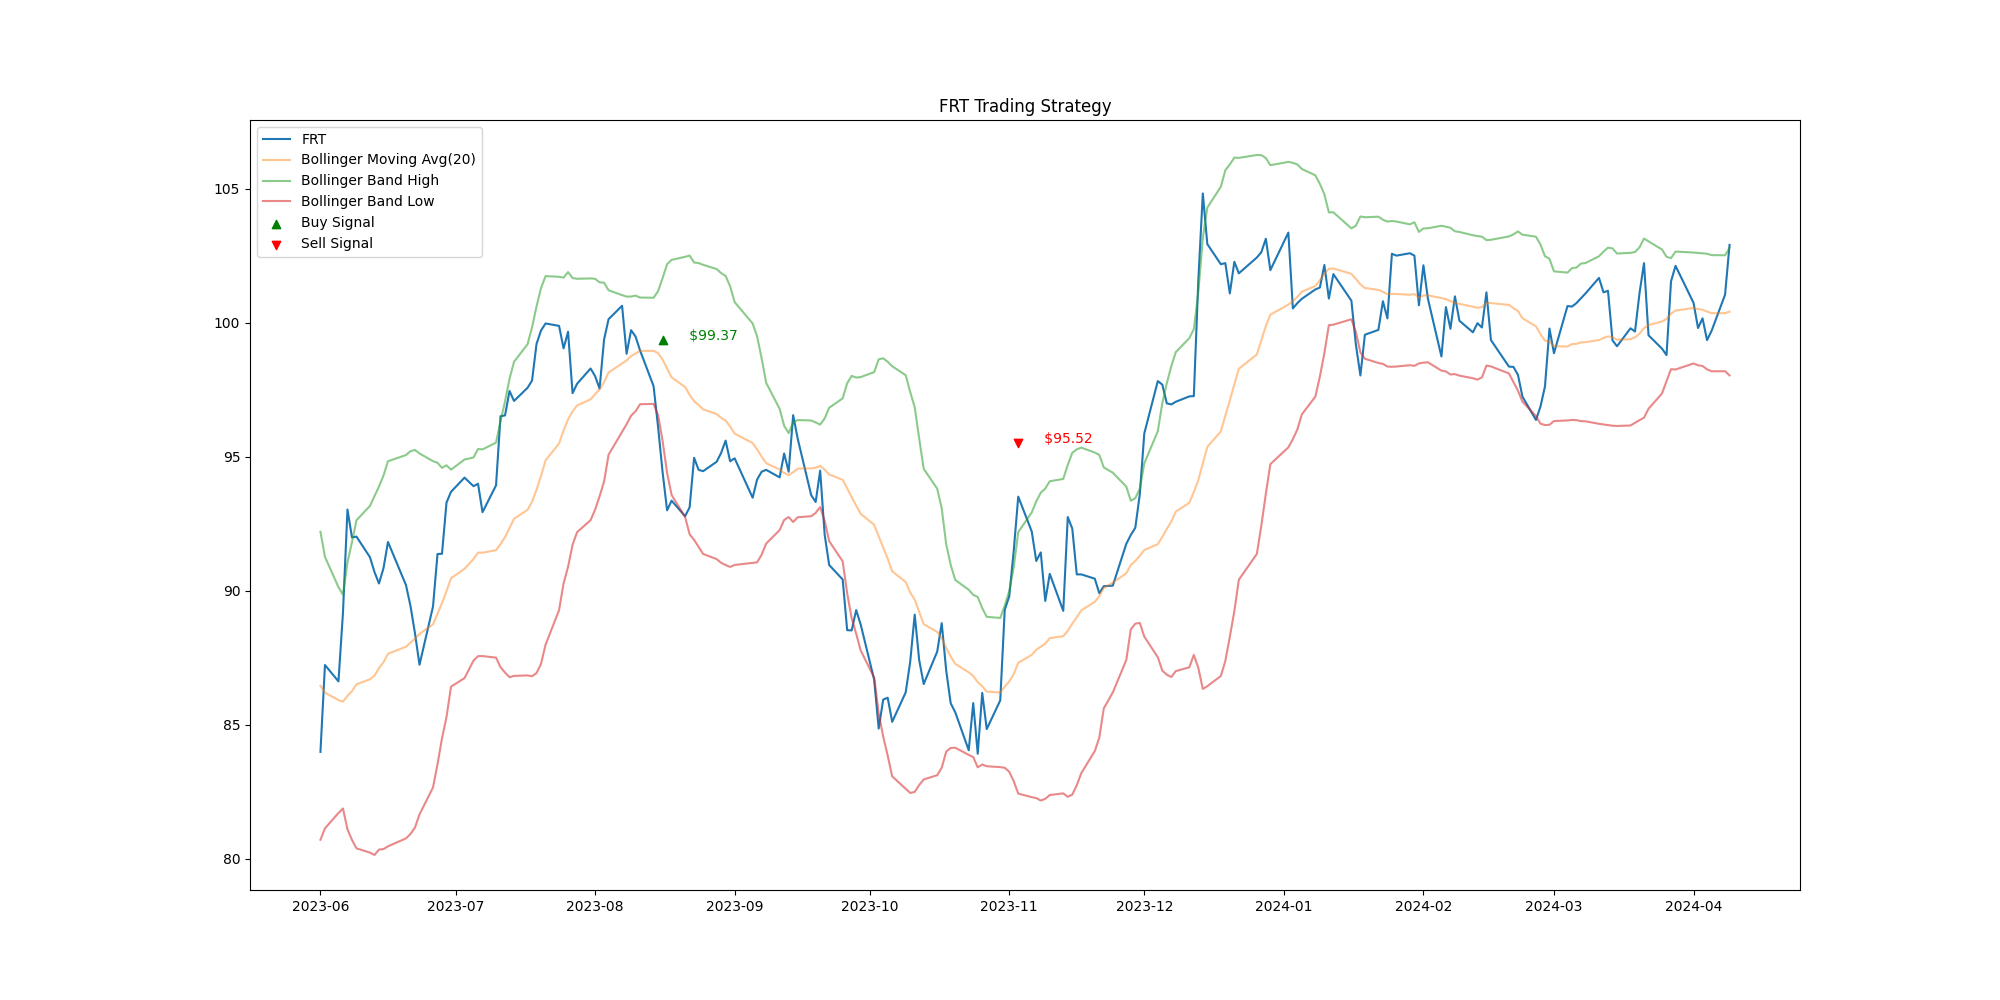 FRT Trading Strategy
FRT
Bollinger Moving Avg(20)
Bollinger Band High
Bollinger Band Low
Buy Signal
Sell Signal
105
100
95
90
85
80
$99.37
$95.52
2023-06 2023-07 2023-08 2023-09 2023-10 2023-11 2023-12 2024-01 2024-02 2024-03 2024-04